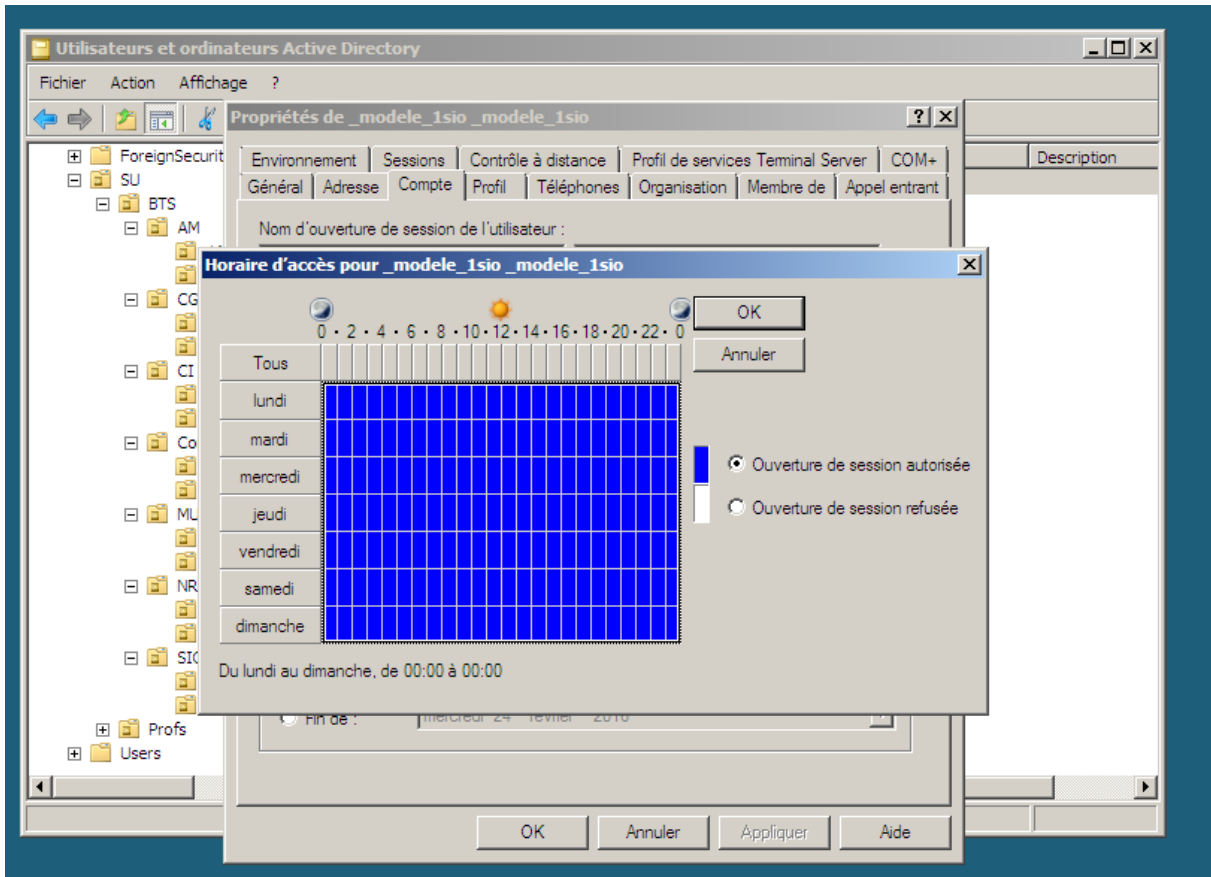 Utilisateurs et ordinateurs Active Directory
Fichier Action Affichage ?
Propriétés de _modele_1sio _modele_1sio
Description
ForeignSecurit
SU
BTS
AM
CG
CI
Co
MU
NR
SIO
Profs
Users
Environnement Sessions Contrôle à distance Profil de services Terminal Server COM+
Général Adresse Compte Profil Téléphones Organisation Membre de Appel entrant
Nom d'ouverture de session de l'utilisateur :
Horaire d'accès pour _modele_1sio _modele_1sio
0 · 2 · 4 · 6 · 8 · 10 · 12 · 14 · 16 · 18 · 20 · 22 · 0
Tous
lundi
mardi
mercredi
jeudi
vendredi
samedi
dimanche
OK
Annuler
Ouverture de session autorisée
Ouverture de session refusée
Du lundi au dimanche, de 00:00 à 00:00
Fin de : mercredi 24 février 2016
OK Annuler Appliquer Aide